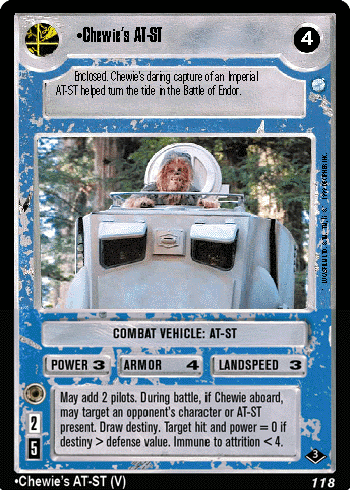 •Chewie's AT-ST
4
Enclosed. Chewie's daring capture of an Imperial
AT-ST helped turn the tide in the Battle of Endor.
COMBAT VEHICLE: AT-ST
POWER 3 ARMOR 4 LANDSPEED 3
May add 2 pilots. During battle, if Chewie aboard,
may target an opponent's character or AT-ST
present. Draw destiny. Target hit and power = 0 if
destiny > defense value. Immune to attrition < 4.
2
5
3
•Chewie's AT-ST (V) 118